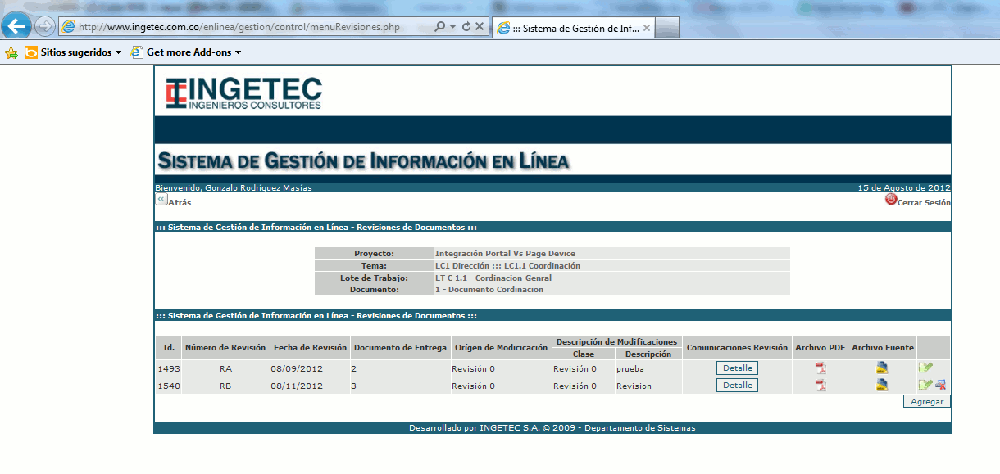 http://www.ingetec.com.co/enlinea/gestion/control/menuRevisiones.php
::: Sistema de Gestión de Inf...
Sitios sugeridos
Get more Add-ons
INGETEC
INGENIEROS CONSULTORES
SISTEMA DE GESTIÓN DE INFORMACIÓN EN LÍNEA
Bienvenido, Gonzalo Rodríguez Masías 15 de Agosto de 2012
Atrás Cerrar Sesión
::: Sistema de Gestión de Información en Línea - Revisiones de Documentos :::
Proyecto: Integración Portal Vs Page Device
Tema: LC1 Dirección ::: LC1.1 Coordinación
Lote de Trabajo: LT C 1.1 - Cordinacion-Genral
Documento: 1 - Documento Cordinacion
::: Sistema de Gestión de Información en Línea - Revisiones de Documentos :::
Id. Número de Revisión Fecha de Revisión Documento de Entrega Orígen de Modicicación Descripción de Modificaciones Comunicaciones Revisión Archivo PDF Archivo Fuente
Clase Descripción
1493 RA 08/09/2012 2 Revisión 0 Revisión 0 prueba Detalle
1540 RB 08/11/2012 3 Revisión 0 Revisión 0 Revision Detalle
Agregar
Desarrollado por INGETEC S.A. © 2009 - Departamento de Sistemas